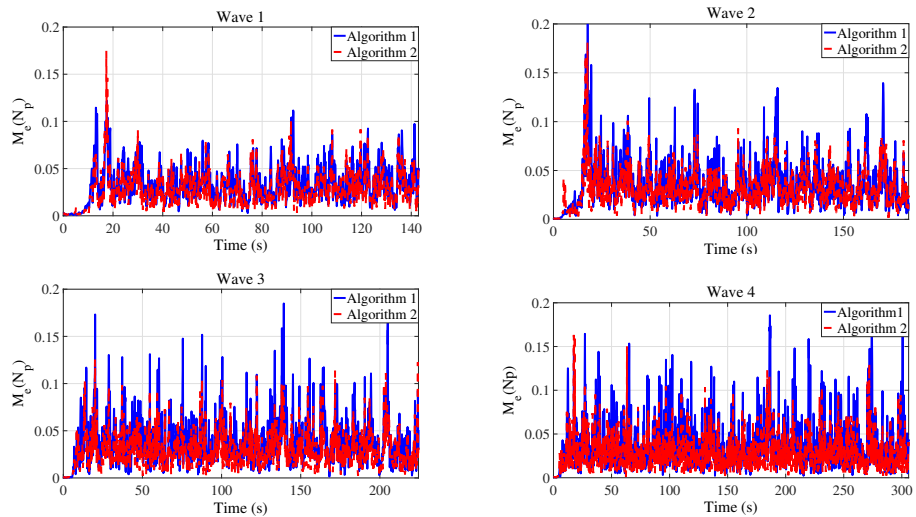 Wave 1
0.2
0.15
0.1
0.05
0
M_e(N_p)
Algorithm 1
Algorithm 2
0 20 40 60 80 100 120 140
Time (s)
Wave 2
0.2
0.15
0.1
0.05
0
M_e(N_p)
Algorithm 1
Algorithm 2
0 50 100 150
Time (s)
Wave 3
0.2
0.15
0.1
0.05
0
M_e(N_p)
Algorithm 1
Algorithm 2
0 50 100 150 200
Time (s)
Wave 4
0.2
0.15
0.1
0.05
0
M_e(Np)
Algorithm1
Algorithm 2
0 50 100 150 200 250 300
Time (s)